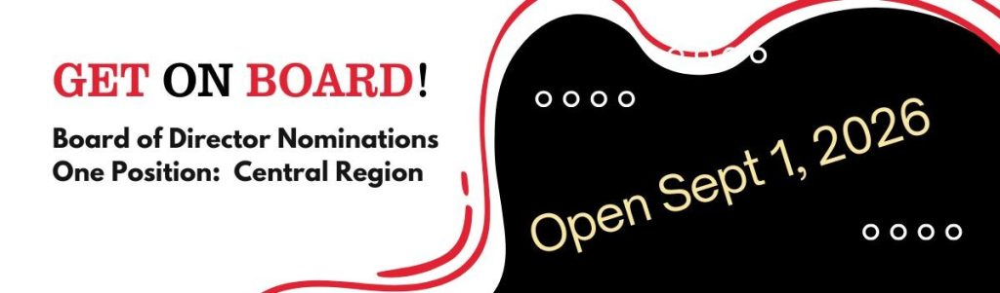 GET ON BOARD!
Board of Director Nominations
One Position:  Central Region
Open Sept 1, 2026